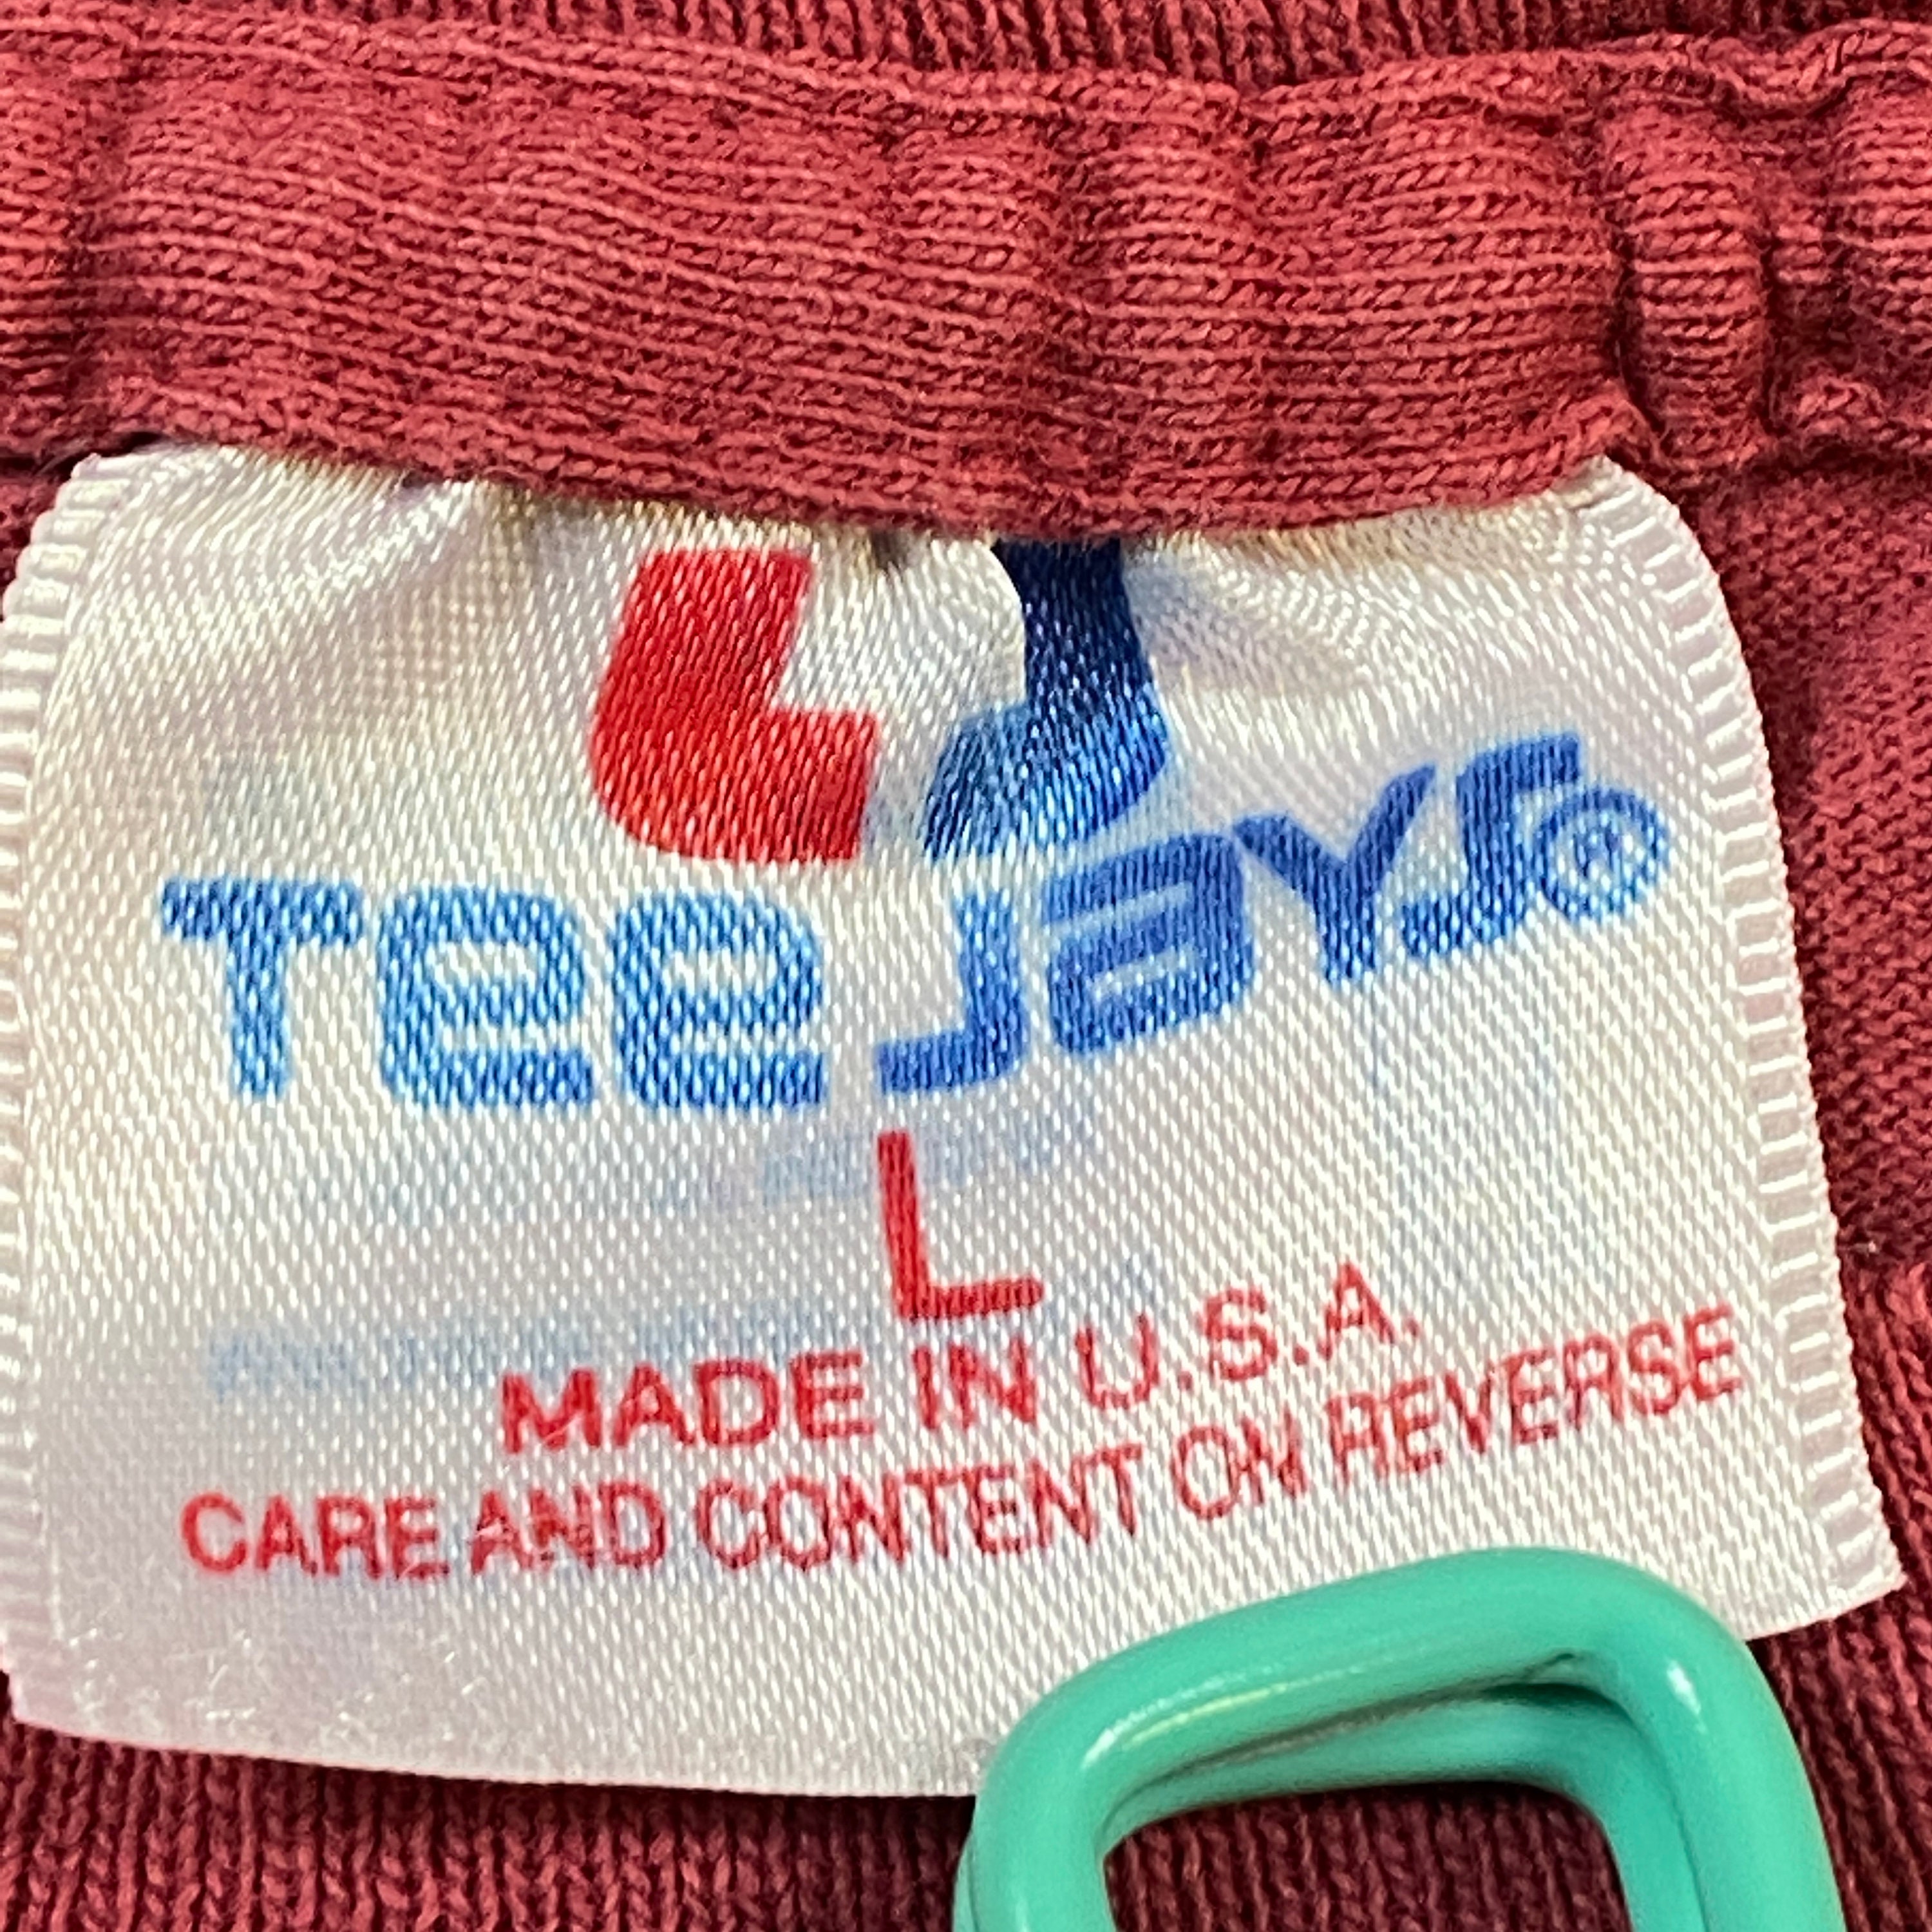 Tee Jays®
L
MADE IN U.S.A.
CARE AND CONTENT ON REVERSE